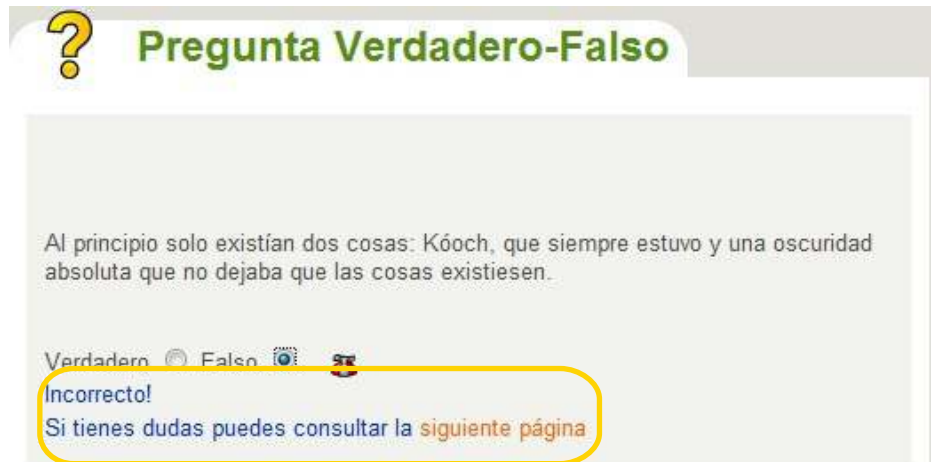 Pregunta Verdadero-Falso
Al principio solo existían dos cosas: Kóoch, que siempre estuvo y una oscuridad
absoluta que no dejaba que las cosas existiesen.
Verdadero Falso
Incorrecto!
Si tienes dudas puedes consultar la siguiente página